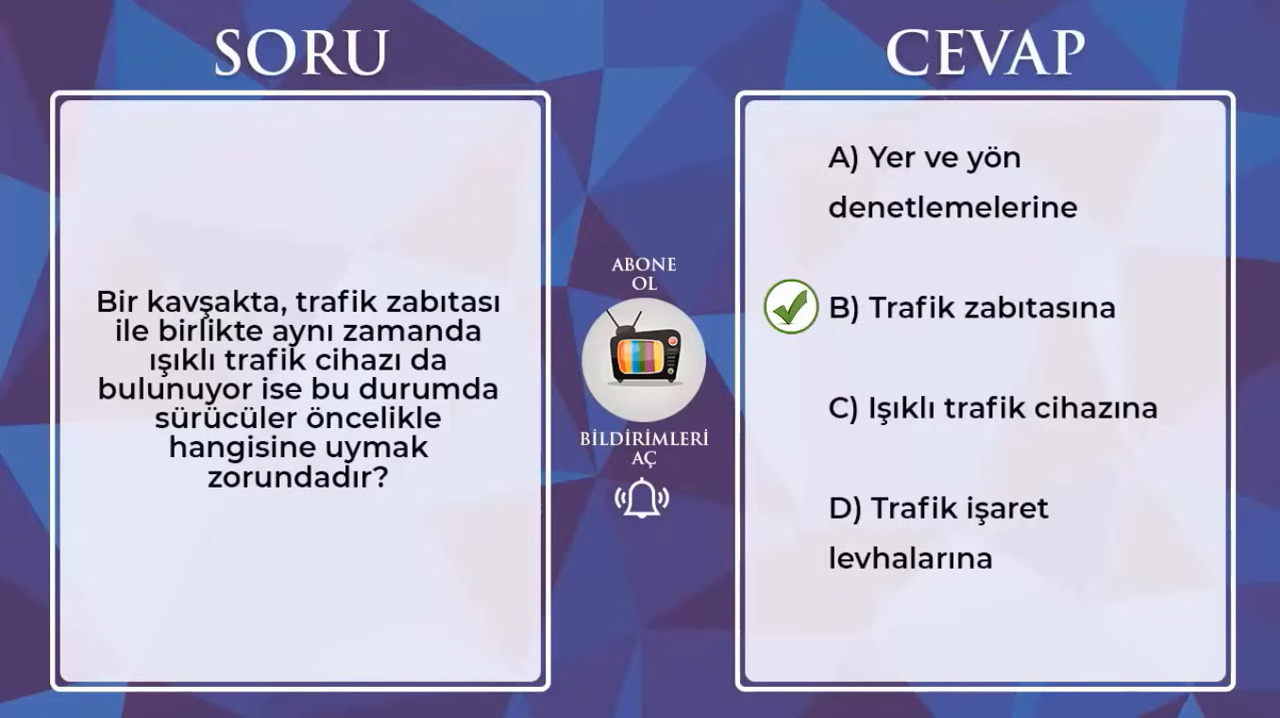 SORU
Bir kavşakta, trafik zabıtası
ile birlikte aynı zamanda
ışıklı trafik cihazı da
bulunuyor ise bu durumda
sürücüler öncelikle
hangisine uymak
zorundadır?
ABONE
OL
BİLDİRİMLERİ
AÇ
CEVAP
A) Yer ve yön
denetlemelerine
B) Trafik zabıtasına
C) Işıklı trafik cihazına
D) Trafik işaret
levhalarına